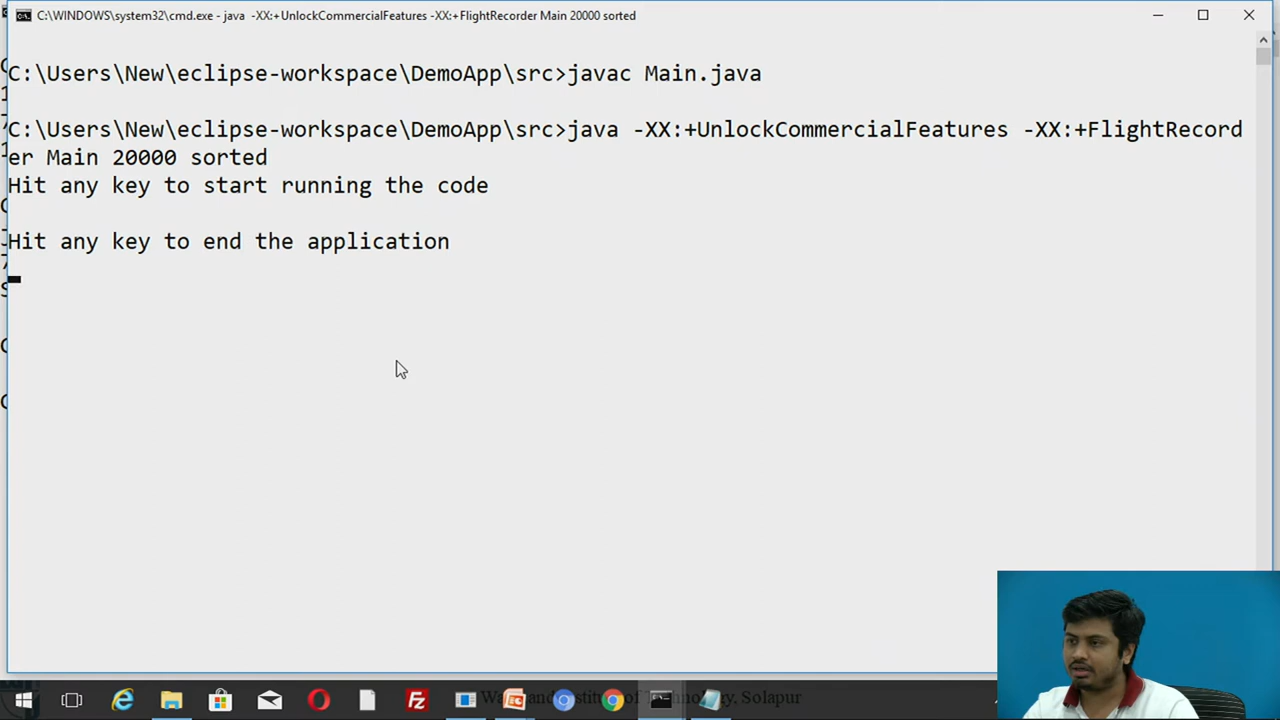 C:\WINDOWS\system32\cmd.exe - java -XX:+UnlockCommercialFeatures -XX:+FlightRecorder Main 20000 sorted
C:\Users\New\eclipse-workspace\DemoApp\src>javac Main.java
C:\Users\New\eclipse-workspace\DemoApp\src>java -XX:+UnlockCommercialFeatures -XX:+FlightRecord
er Main 20000 sorted
Hit any key to start running the code
Hit any key to end the application
Technology, Solapur